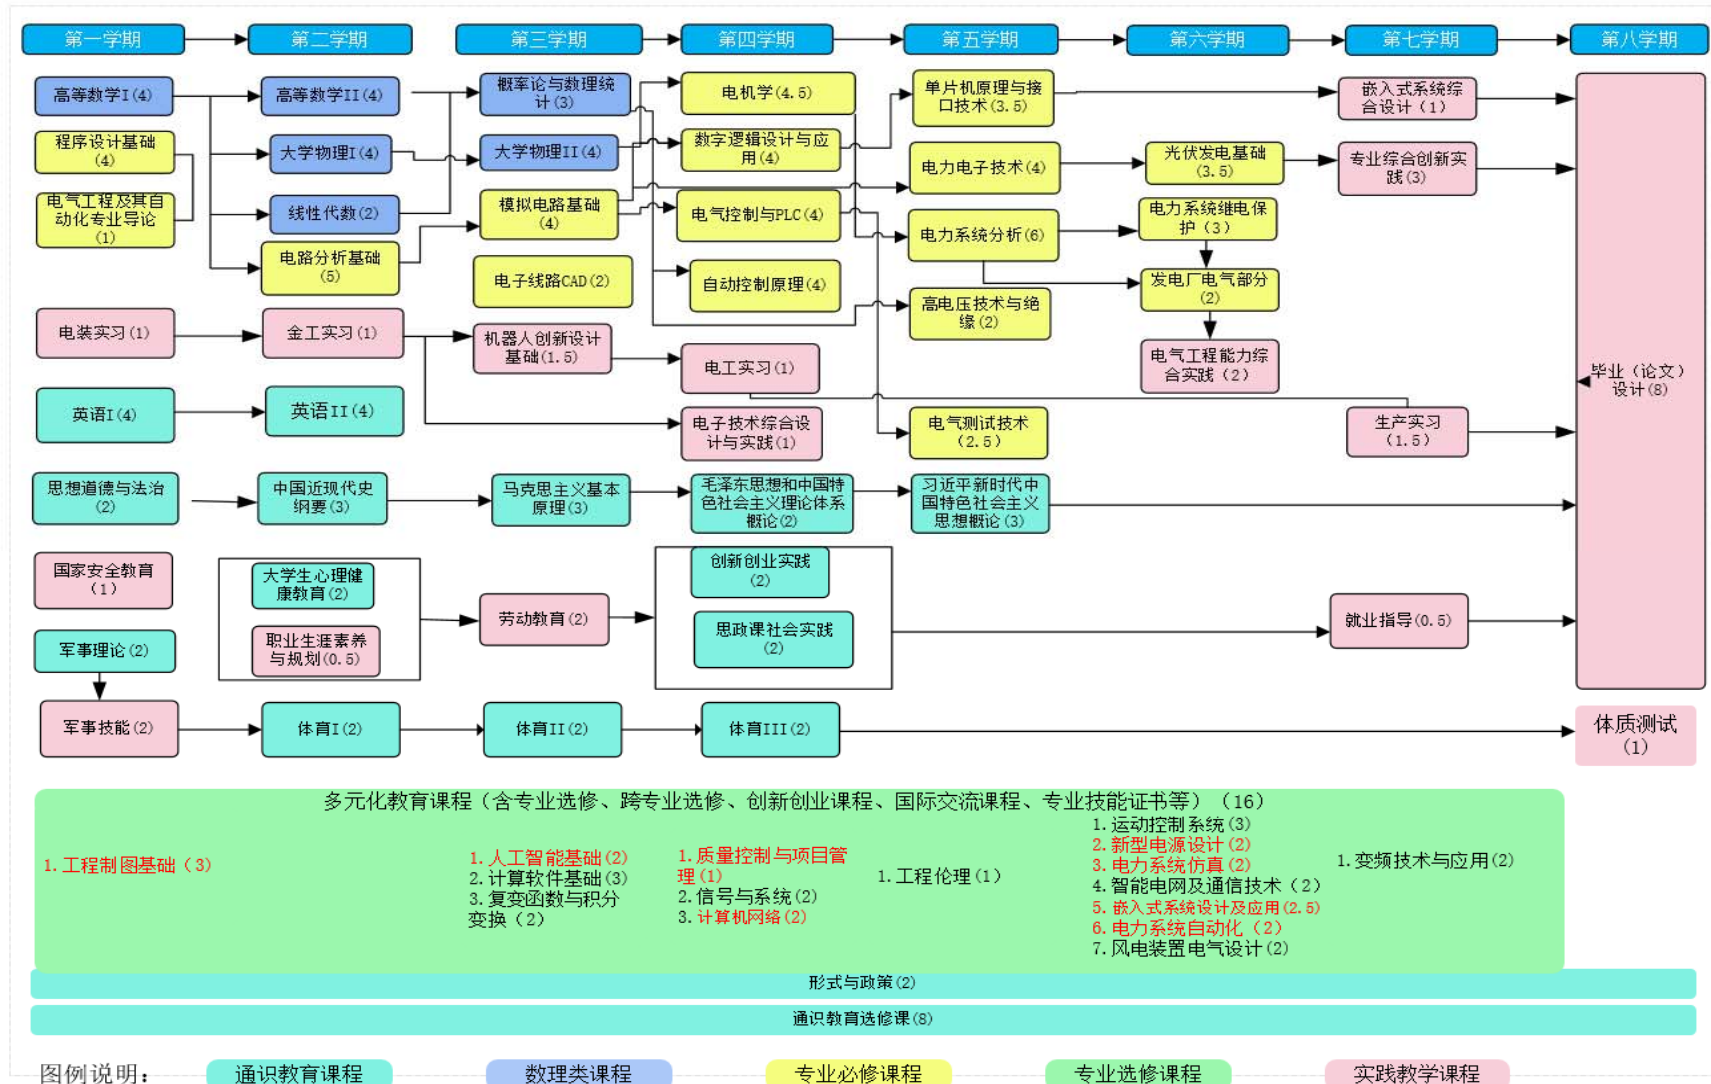 第一学期
第二学期
第三学期
第四学期
第五学期
第六学期
第七学期
第八学期
高等数学I(4)
高等数学II(4)
概率论与数理统
计(3)
电机学(4.5)
单片机原理与接
口技术(3.5)
嵌入式系统综
合设计(1)
程序设计基础
(4)
大学物理I(4)
大学物理II(4)
数字逻辑设计与应
用(4)
电力电子技术(4)
光伏发电基础
(3.5)
专业综合创新实
践(3)
电气工程及其自
动化专业导论
(1)
线性代数(2)
模拟电路基础
(4)
电气控制与PLC(4)
电力系统分析(6)
电力系统继电保
护(3)
电路分析基础
(5)
电子线路CAD(2)
自动控制原理(4)
高电压技术与绝
缘(2)
发电厂电气部分
(2)
电装实习(1)
金工实习(1)
机器人创新设计
基础(1.5)
电工实习(1)
电气工程能力综
合实践(2)
毕业（论文）
设计(8)
英语I(4)
英语II(4)
电子技术综合设
计与实践(1)
电气测试技术
（2.5）
生产实习
（1.5）
思想道德与法治
(2)
中国近现代史
纲要(3)
马克思主义基本
原理(3)
毛泽东思想和中国特
色社会主义理论体系
概论(2)
习近平新时代中
国特色社会主义
思想概论(3)
国家安全教育
（1）
大学生心理健
康教育(2)
职业生涯素养
与规划(0.5)
劳动教育(2)
创新创业实践
(2)
思政课社会实践
(2)
就业指导(0.5)
军事理论(2)
军事技能(2)
体育I(2)
体育II(2)
体育III(2)
体质测试
(1)
多元化教育课程（含专业选修、跨专业选修、创新创业课程、国际交流课程、专业技能证书等）（16）
1.工程制图基础（3）
1.人工智能基础(2)
2.计算软件基础(3)
3.复变函数与积分
变换（2）
1.质量控制与项目管
理(1)
2.信号与系统(2)
3.计算机网络(2)
1.工程伦理(1)
1.运动控制系统(3)
2.新型电源设计(2)
3.电力系统仿真(2)
4.智能电网及通信技术（2）
5.嵌入式系统设计及应用(2.5)
6.电力系统自动化（2）
7.风电装置电气设计(2)
1.变频技术与应用(2)
形式与政策(2)
通识教育选修课(8)
图例说明：
通识教育课程
数理类课程
专业必修课程
专业选修课程
实践教学课程